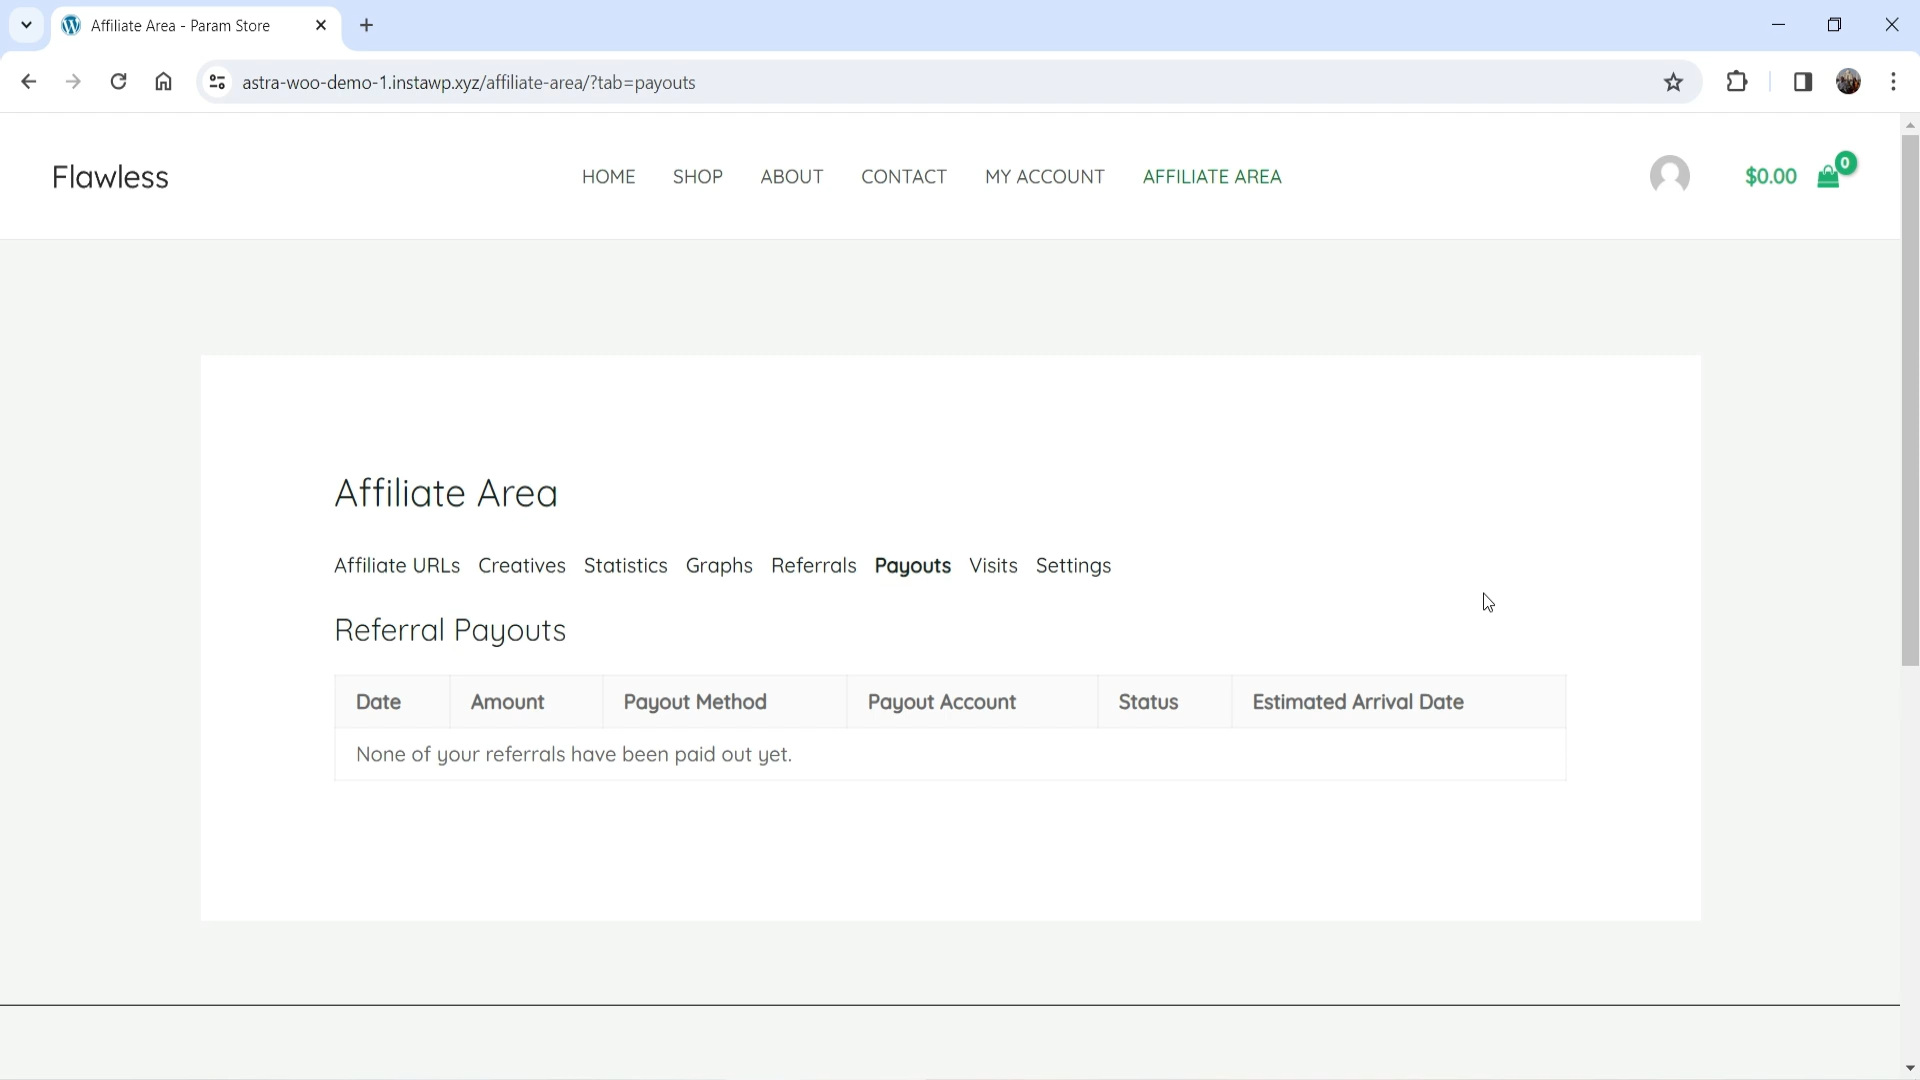 Affiliate Area - Param Store
astra-woo-demo-1.instawp.xyz/affiliate-area/?tab=payouts
Flawless
HOME SHOP ABOUT CONTACT MY ACCOUNT AFFILIATE AREA
$0.00 0
Affiliate Area
Affiliate URLs Creatives Statistics Graphs Referrals Payouts Visits Settings
Referral Payouts
Date Amount Payout Method Payout Account Status Estimated Arrival Date
None of your referrals have been paid out yet.